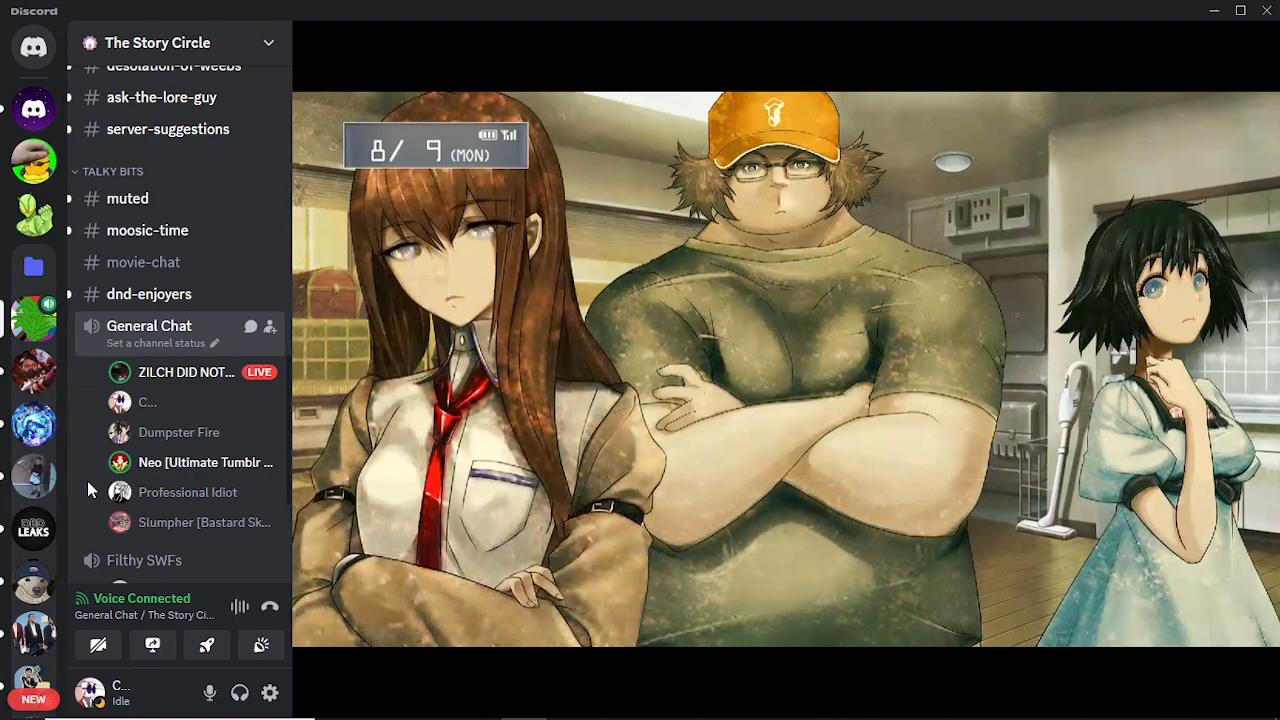 Discord
The Story Circle
desolation-of-weebs
ask-the-lore-guy
server-suggestions
TALKY BITS
muted
moosic-time
movie-chat
dnd-enjoyers
General Chat
Set a channel status
ZILCH DID NOT... LIVE
C...
Dumpster Fire
Neo [Ultimate Tumblr ...
Professional Idiot
Slumpher [Bastard Sk...
Filthy SWFs
Voice Connected
General Chat / The Story Ci...
C...
Idle
NEW
DBD
LEAKS
8/ 9 (MON)